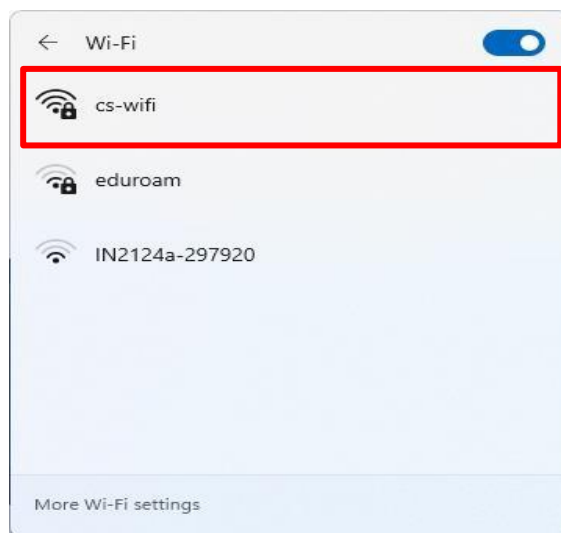 Wi-Fi
cs-wifi
eduroam
IN2124a-297920
More Wi-Fi settings